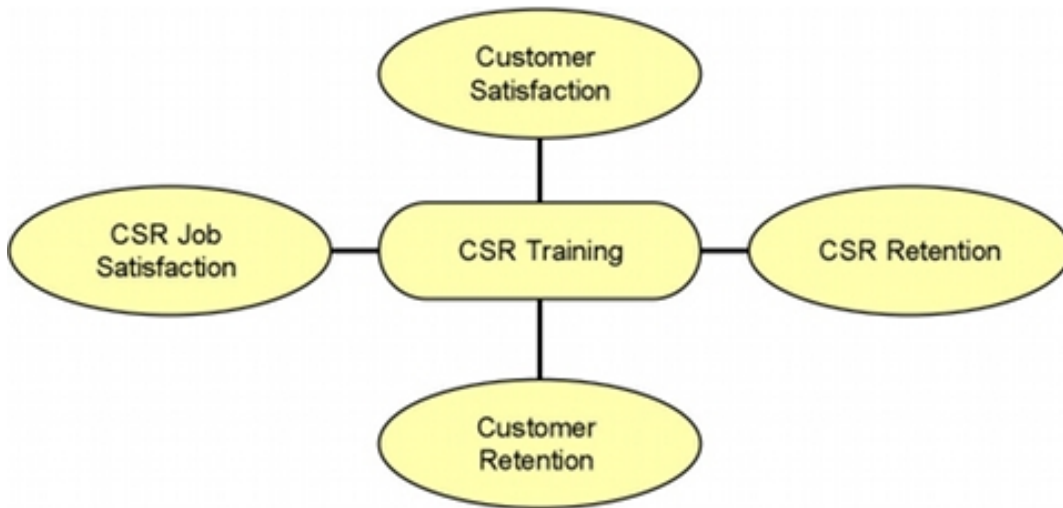 Customer
Satisfaction
CSR Job
Satisfaction
CSR Training
CSR Retention
Customer
Retention